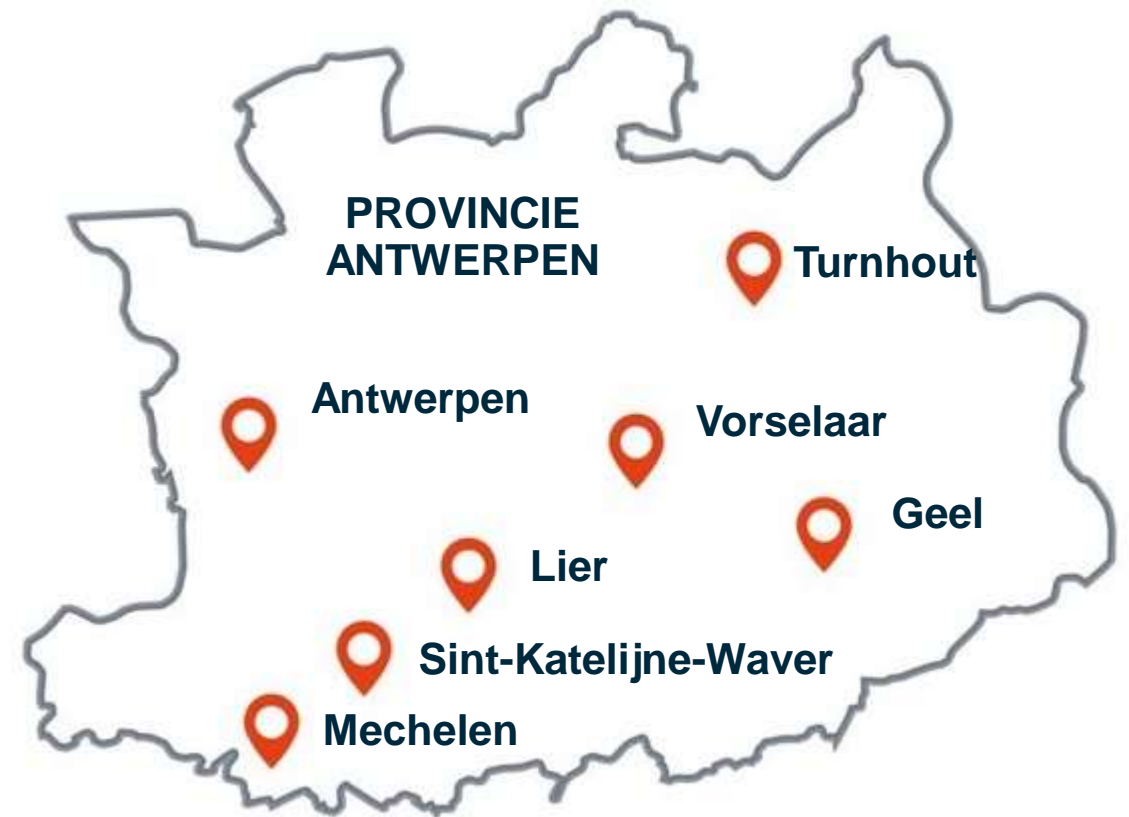 PROVINCIE
ANTWERPEN
Turnhout
Antwerpen
Vorselaar
Geel
Lier
Sint-Katelijne-Waver
Mechelen